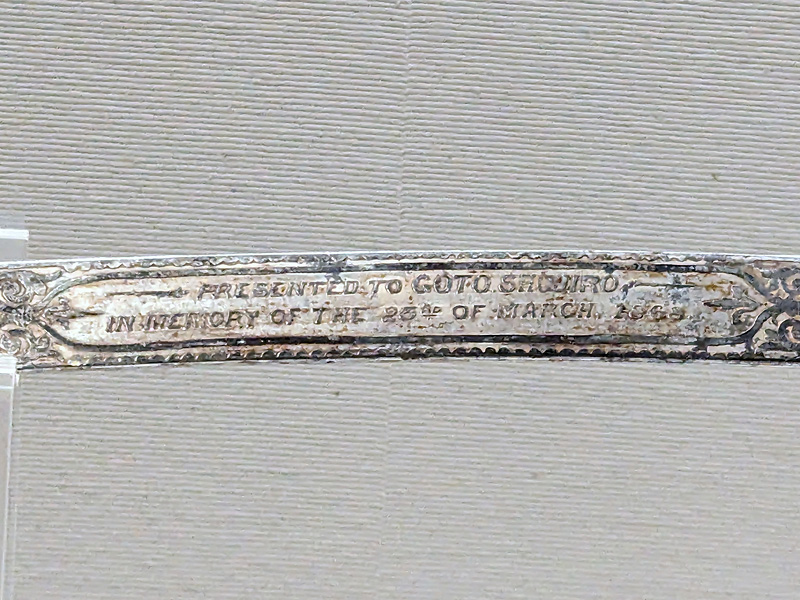 PRESENTED TO GOTO SHOJIRO,
IN MEMORY OF THE 23RD OF MARCH, 1868